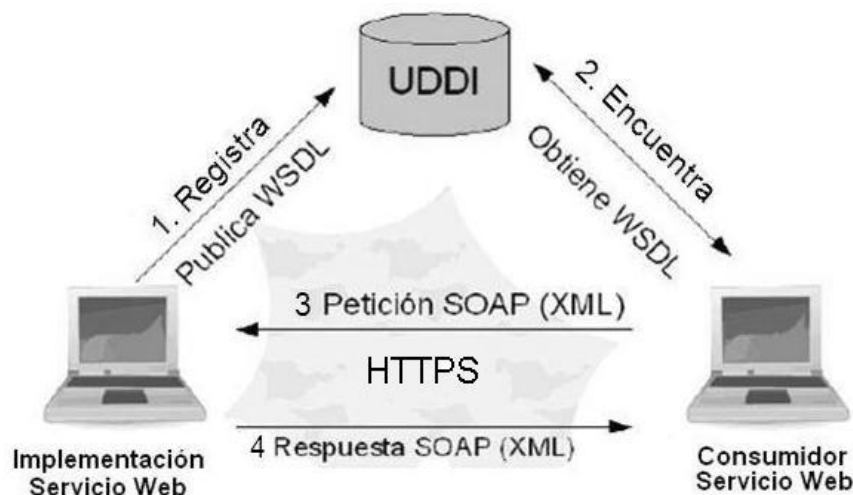 UDDI
1. Registra
Publica WSDL
2. Encuentra
Obtiene WSDL
3 Petición SOAP (XML)
HTTPS
4 Respuesta SOAP (XML)
Implementación
Servicio Web
Consumidor
Servicio Web